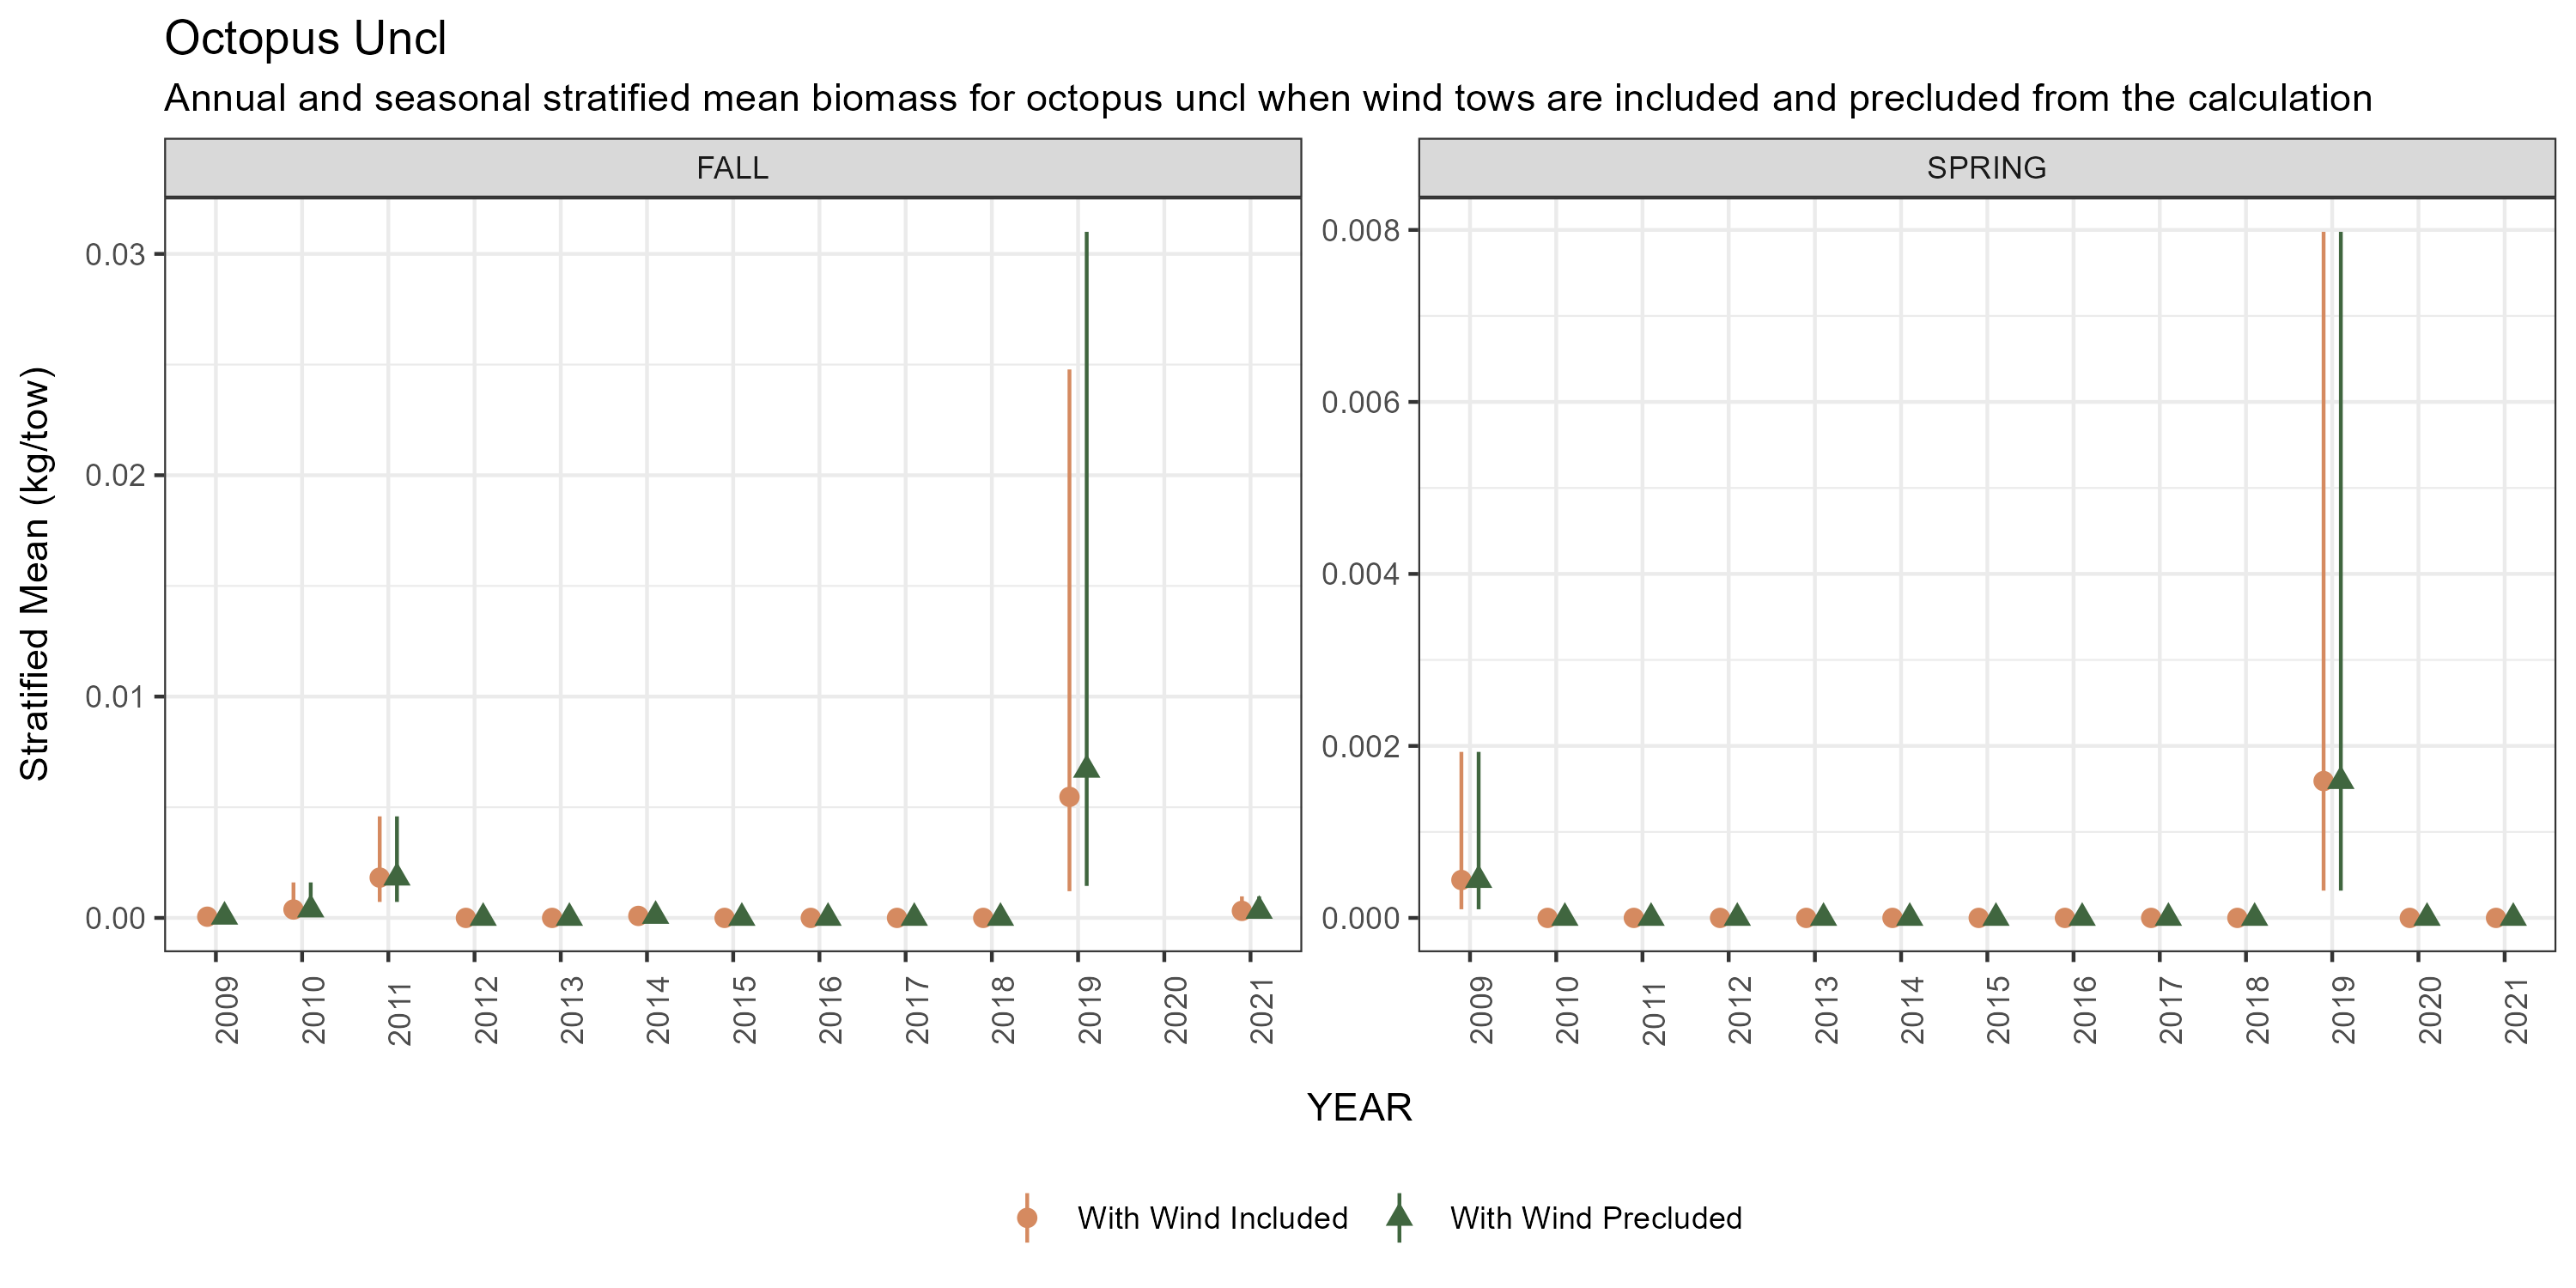 Octopus Uncl
Annual and seasonal stratified mean biomass for octopus uncl when wind tows are included and precluded from the calculation
FALL
SPRING
Stratified Mean (kg/tow)
0.03
0.02
0.01
0.00
0.008
0.006
0.004
0.002
0.000
2009 2010 2011 2012 2013 2014 2015 2016 2017 2018 2019 2020 2021
2009 2010 2011 2012 2013 2014 2015 2016 2017 2018 2019 2020 2021
YEAR
With Wind Included With Wind Precluded